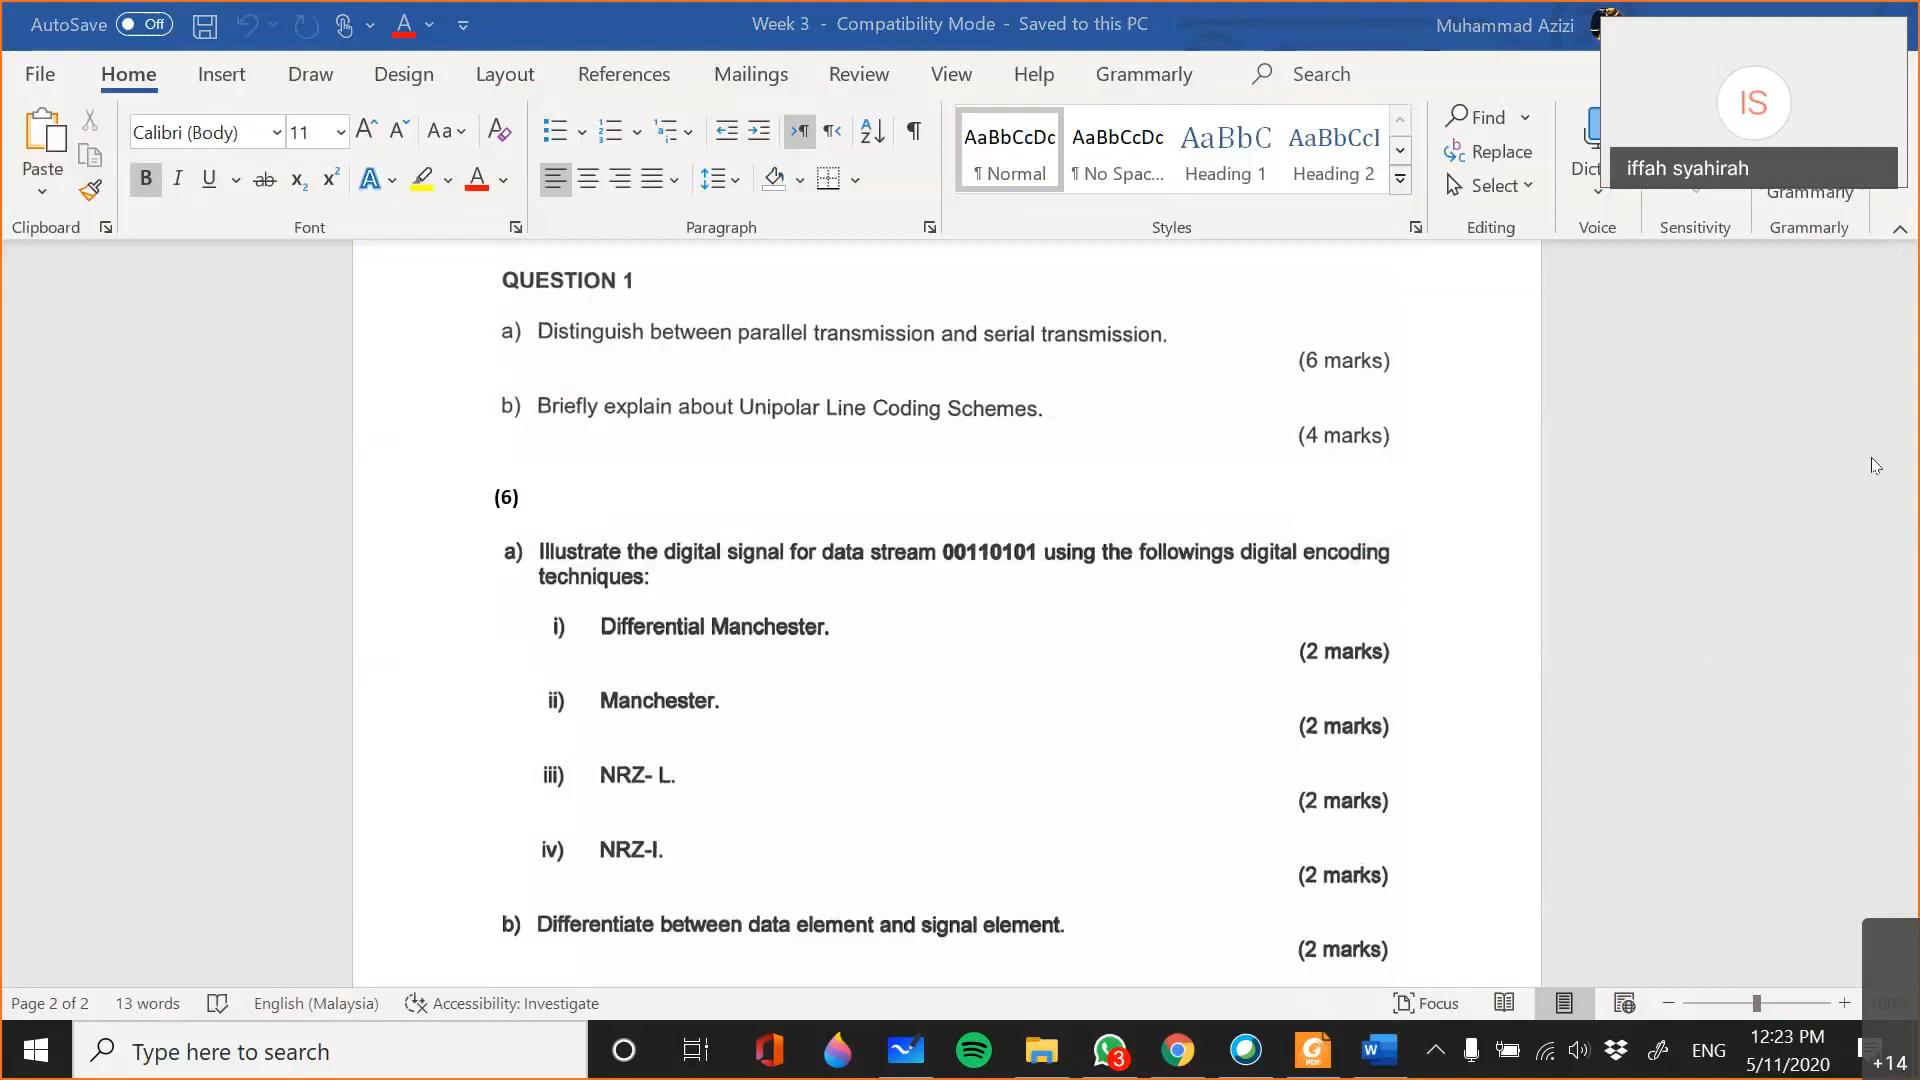 AutoSave Off
Week 3 - Compatibility Mode - Saved to this PC
Muhammad Azizi
File Home Insert Draw Design Layout References Mailings Review View Help Grammarly Search
IS
iffah syahirah
Calibri (Body) 11
Paste
AaBbCcDc AaBbCcDc AaBbC AaBbCcI
¶ Normal ¶ No Spac... Heading 1 Heading 2
Find
Replace
Select
Dict
Grammarly
Clipboard Font Paragraph Styles Editing Voice Sensitivity Grammarly
QUESTION 1
a) Distinguish between parallel transmission and serial transmission.
(6 marks)
b) Briefly explain about Unipolar Line Coding Schemes.
(4 marks)
(6)
a) Illustrate the digital signal for data stream 00110101 using the followings digital encoding
techniques:
i) Differential Manchester.
(2 marks)
ii) Manchester.
(2 marks)
iii) NRZ- L.
(2 marks)
iv) NRZ-I.
(2 marks)
b) Differentiate between data element and signal element.
(2 marks)
Page 2 of 2 13 words English (Malaysia) Accessibility: Investigate Focus 100%
Type here to search
3
ENG
12:23 PM
5/11/2020
+14